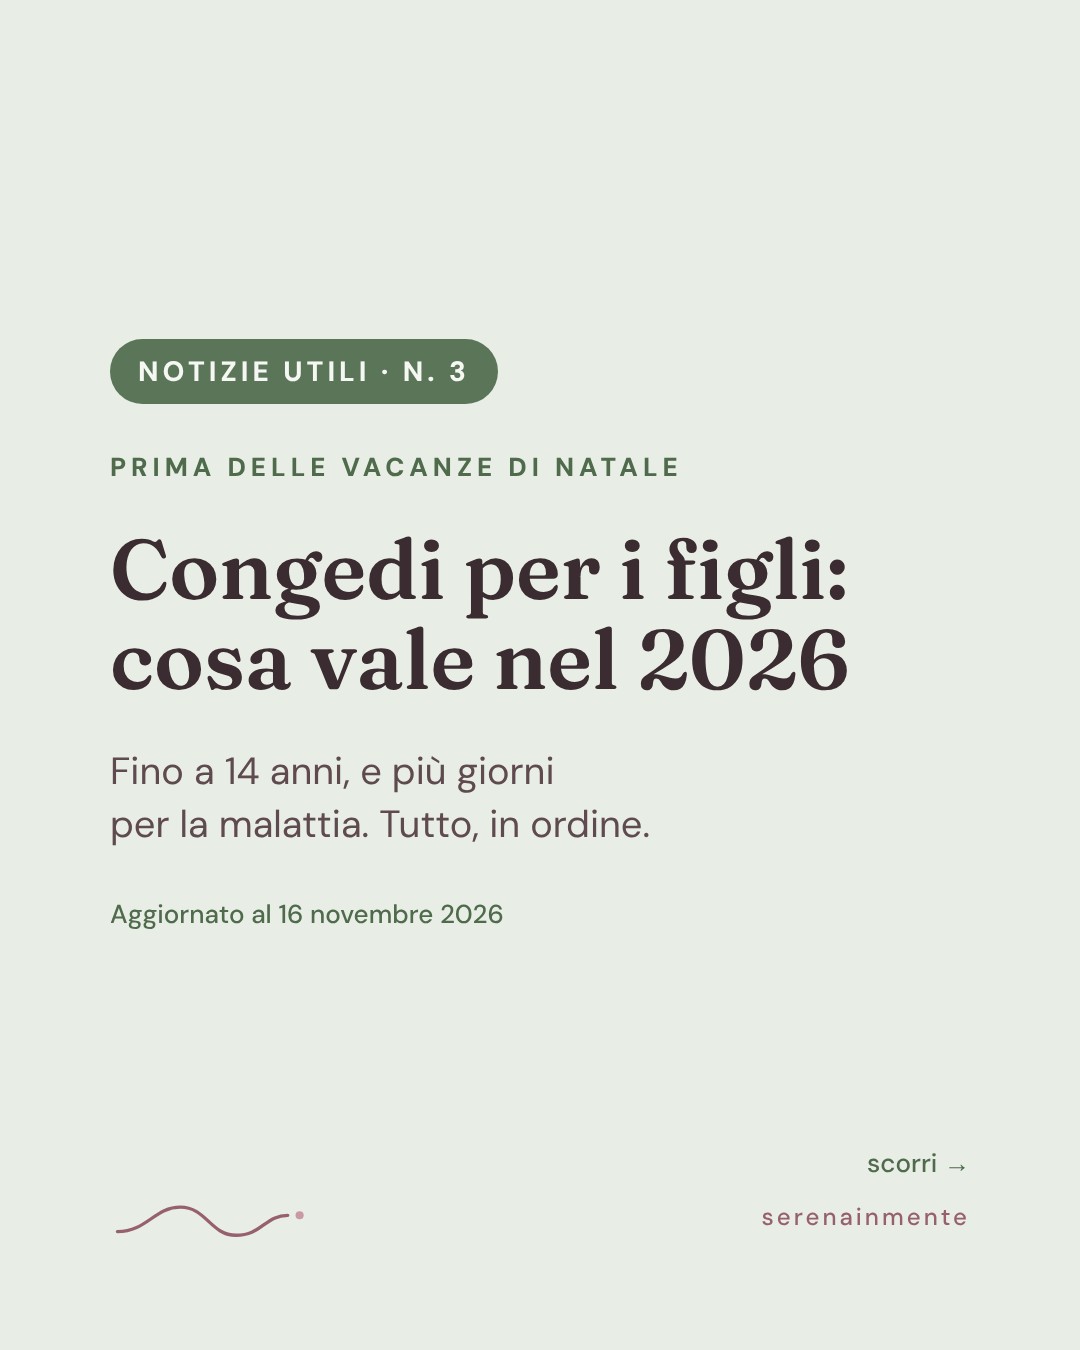 NOTIZIE UTILI · N. 3
PRIMA DELLE VACANZE DI NATALE
Congedi per i figli:
cosa vale nel 2026
Fino a 14 anni, e più giorni
per la malattia. Tutto, in ordine.
Aggiornato al 16 novembre 2026
scorri →
serenainmente